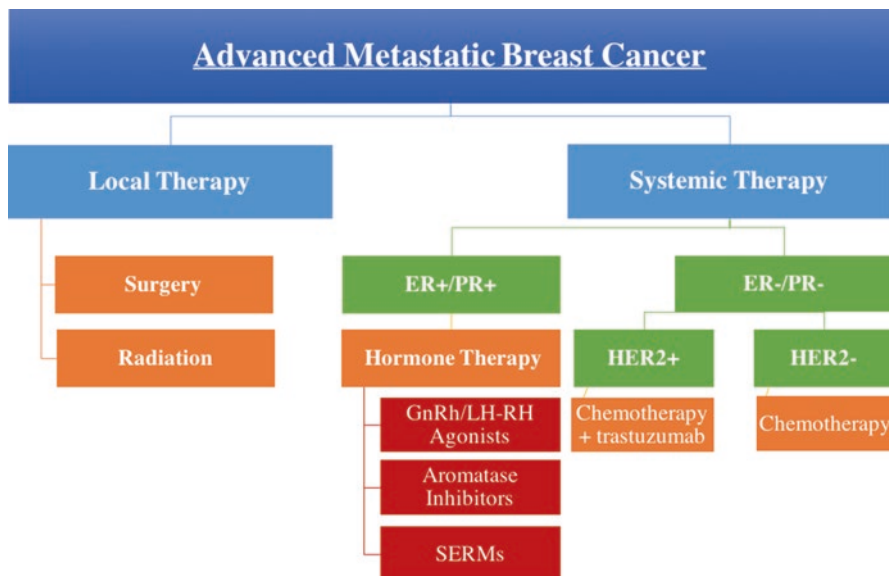 Advanced Metastatic Breast Cancer
Local Therapy
Systemic Therapy
Surgery
Radiation
ER+/PR+
ER-/PR-
Hormone Therapy
HER2+
HER2-
GnRh/LH-RH
Agonists
Aromatase
Inhibitors
SERMs
Chemotherapy
+ trastuzumab
Chemotherapy